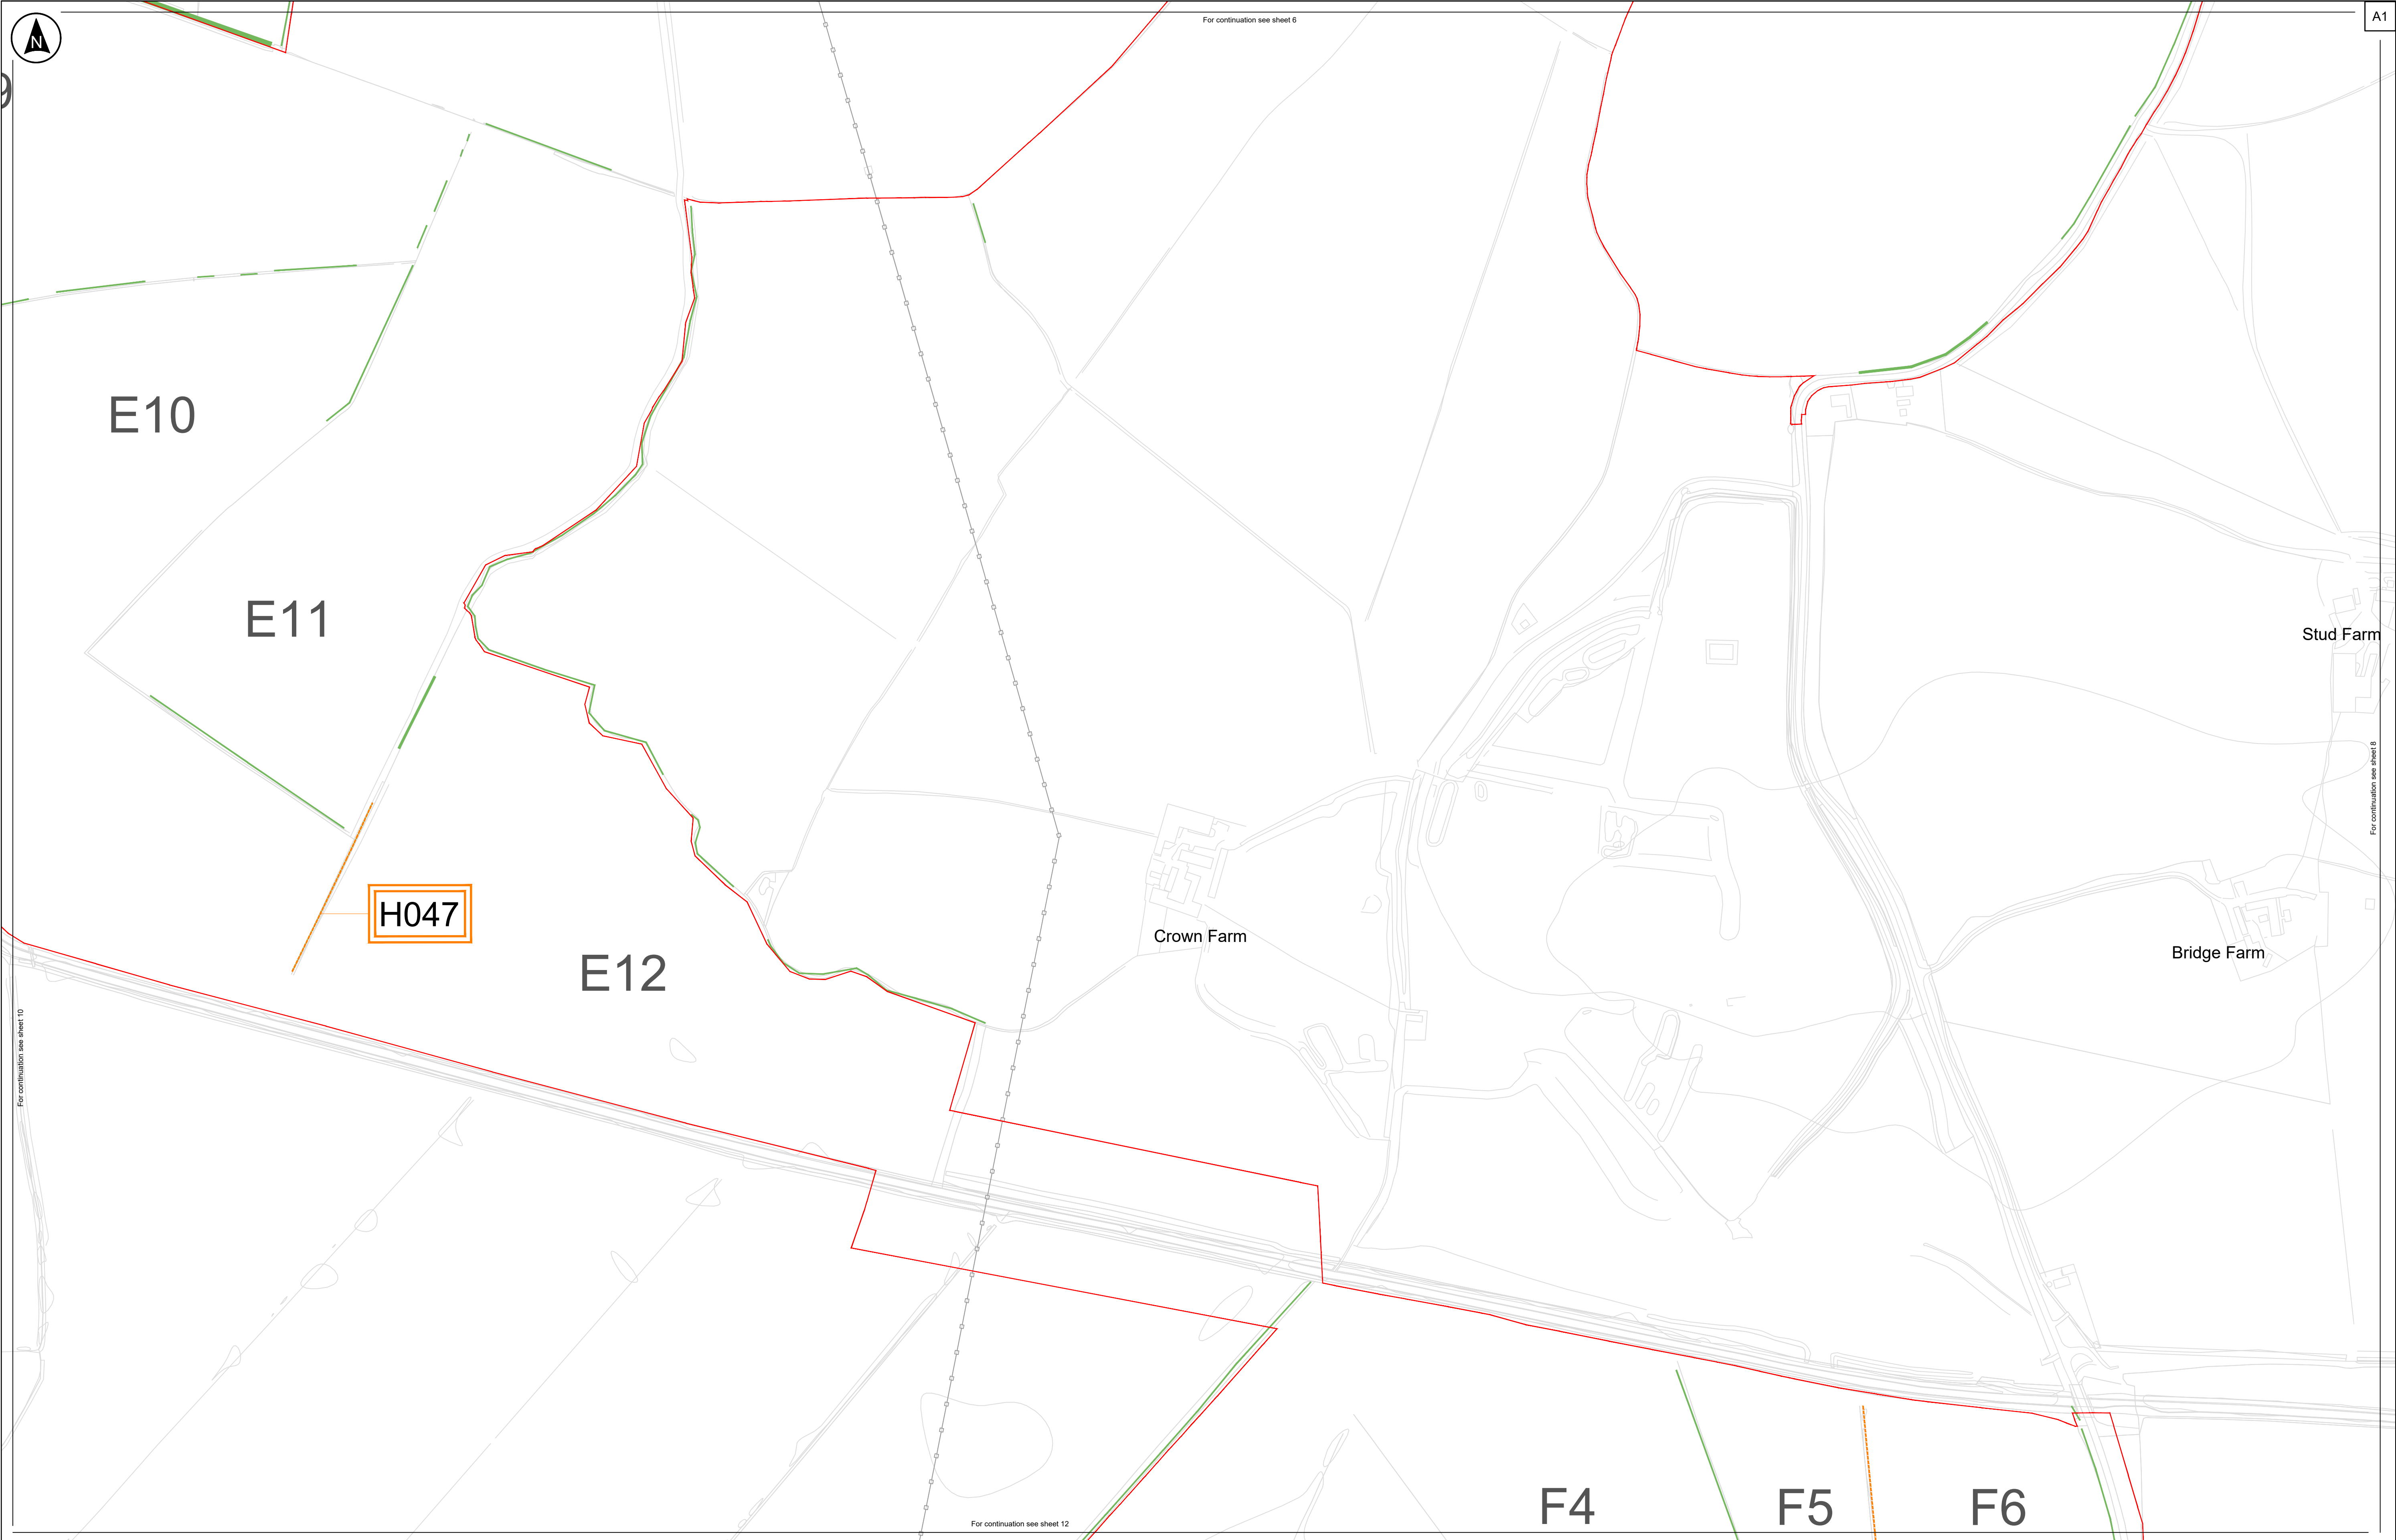 For continuation see sheet 6
A1
N
9
E10
E11
Stud Farm
For continuation see sheet 8
H047
Crown Farm
Bridge Farm
E12
For continuation see sheet 10
F4
F5
F6
For continuation see sheet 12